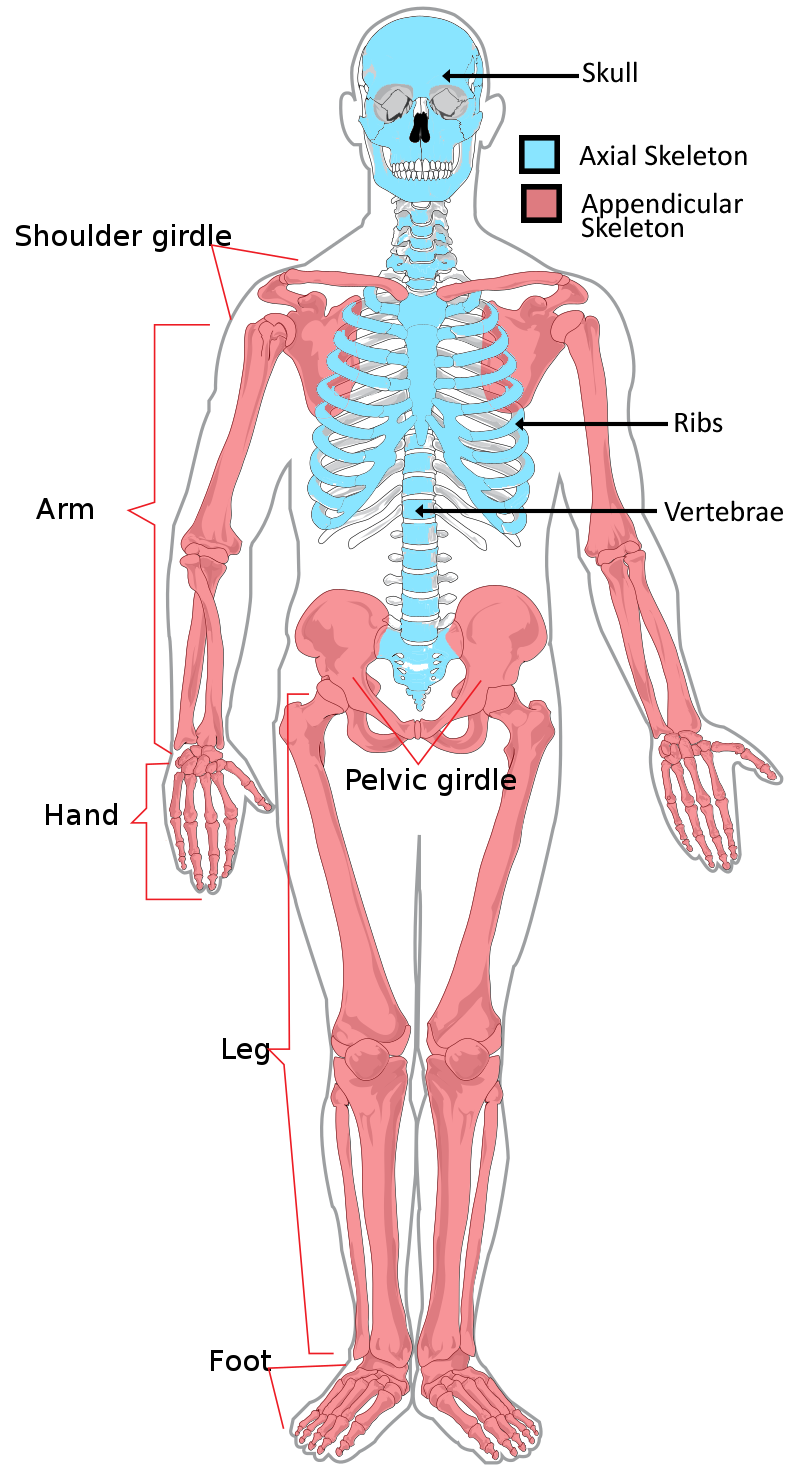 Skull
Axial Skeleton
Appendicular
Skeleton
Shoulder girdle
Ribs
Arm
Vertebrae
Pelvic girdle
Hand
Leg
Foot